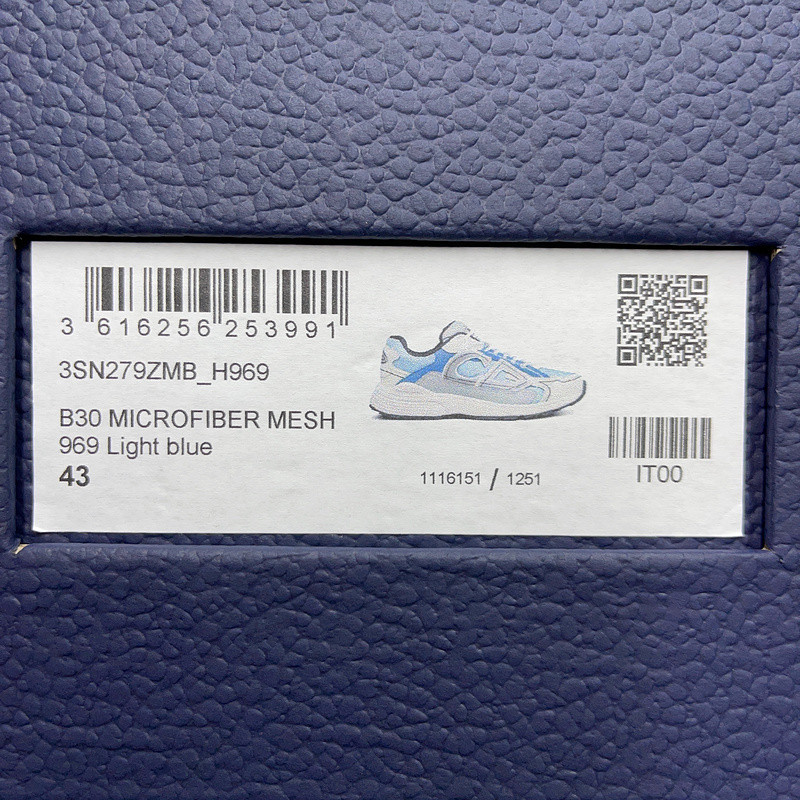 3 616256 253991
3SN279ZMB_H969
B30 MICROFIBER MESH
969 Light blue
43
1116151 / 1251
IT00